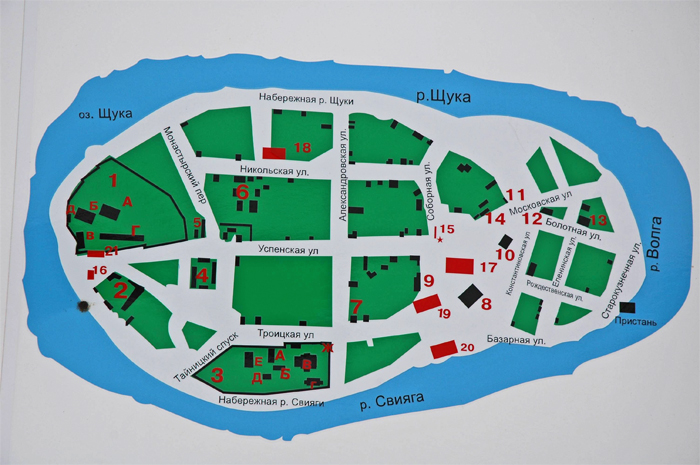 р.Щука
Набережная р. Щуки
оз. Щука
Монастырский пер
18
Никольская ул.
Александровская ул.
Соборная ул.
1
А
Б
Д
В
Г
6
5
11
Московская ул.
14
12
13
Болотная ул.
15
10
Константиновская ул.
Еленинская ул.
Рождественская ул.
Старокузнечная ул.
р. Волга
Успенская ул
21
16
2
4
17
9
8
7
19
Пристань
Троицкая ул
Базарная ул.
20
Тайницкий спуск
Ж
Е
А
3
Д
Б
Г
Набережная р. Свияги
р. Свияга